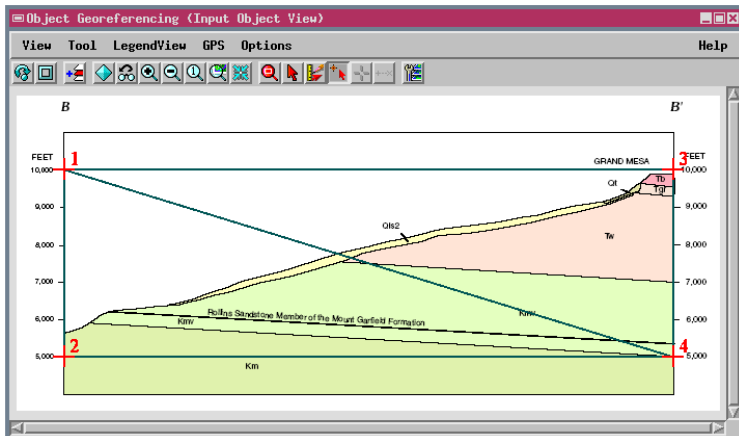 Object Georeferencing (Input Object View)
View Tool LegendView GPS Options Help
B B'
FEET 1 GRAND MESA 3 FEET
10,000 Tb 10,000
Qt Tgr
9,000 9,000
Qls2
8,000 Tw 8,000
7,000 7,000
Rollins Sandstone Member of the Mount Garfield Formation Kmv
6,000 Kmv 6,000
2 4
5,000 5,000
Km